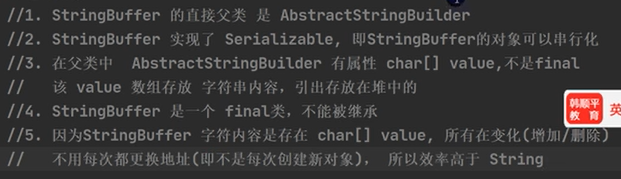 //1. StringBuffer 的直接父类 是 AbstractStringBuilder
//2. StringBuffer 实现了 Serializable, 即StringBuffer的对象可以串行化
//3. 在父类中 AbstractStringBuilder 有属性 char[] value,不是final
// 该 value 数组存放 字符串内容,引出存放在堆中的
//4. StringBuffer 是一个 final类,不能被继承
//5. 因为StringBuffer 字符内容是存在 char[] value, 所有在变化(增加/删除)
// 不用每次都更换地址(即不是每次创建新对象), 所以效率高于 String
韩顺平
教育
英